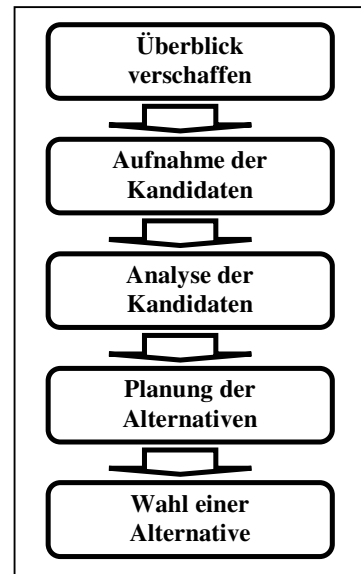 Überblick
verschaffen
Aufnahme der
Kandidaten
Analyse der
Kandidaten
Planung der
Alternativen
Wahl einer
Alternative